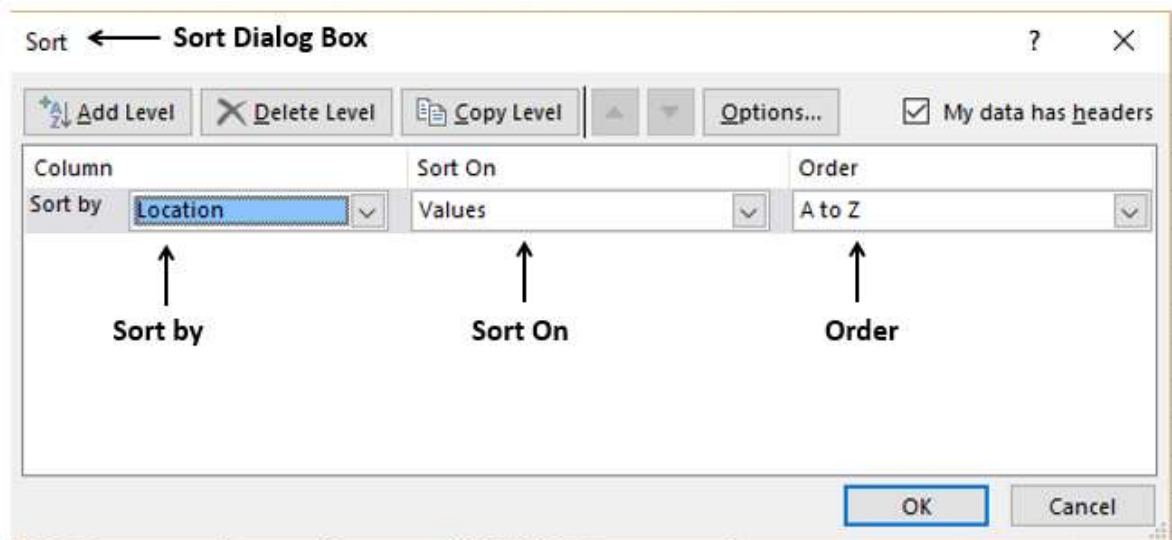 Sort Sort Dialog Box ?
Add Level Delete Level Copy Level Options... My data has headers
Column Sort On Order
Sort by Location Values A to Z
Sort by Sort On Order
OK Cancel